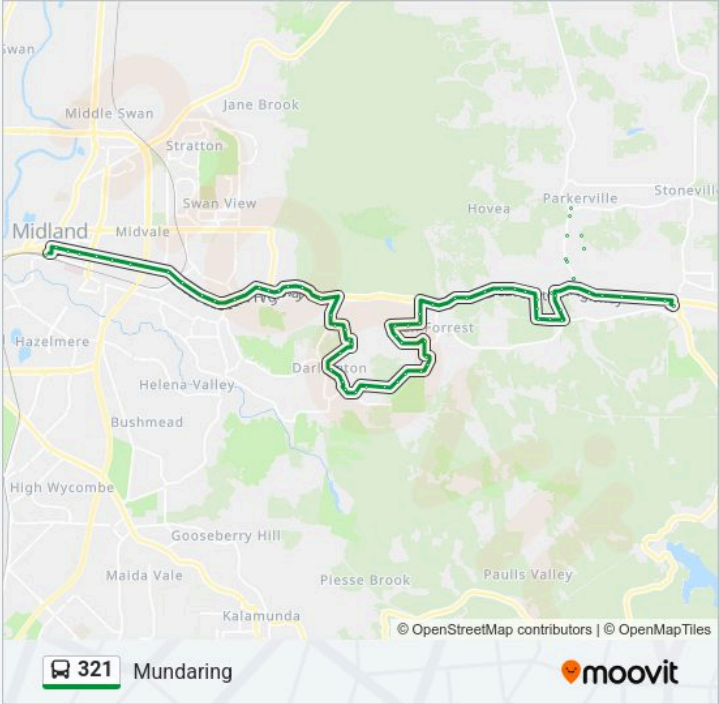 Swan
Jane Brook
Middle Swan
Stratton
Swan View
Stoneville
Parkerville
Hovea
Midland
Midvale
Forrest
Hazelmere
Darlington
Helena Valley
Bushmead
High Wycombe
Gooseberry Hill
Maida Vale
Piesse Brook
Paulls Valley
Kalamunda
© OpenStreetMap contributors | © OpenMapTiles
321 Mundaring
moovit